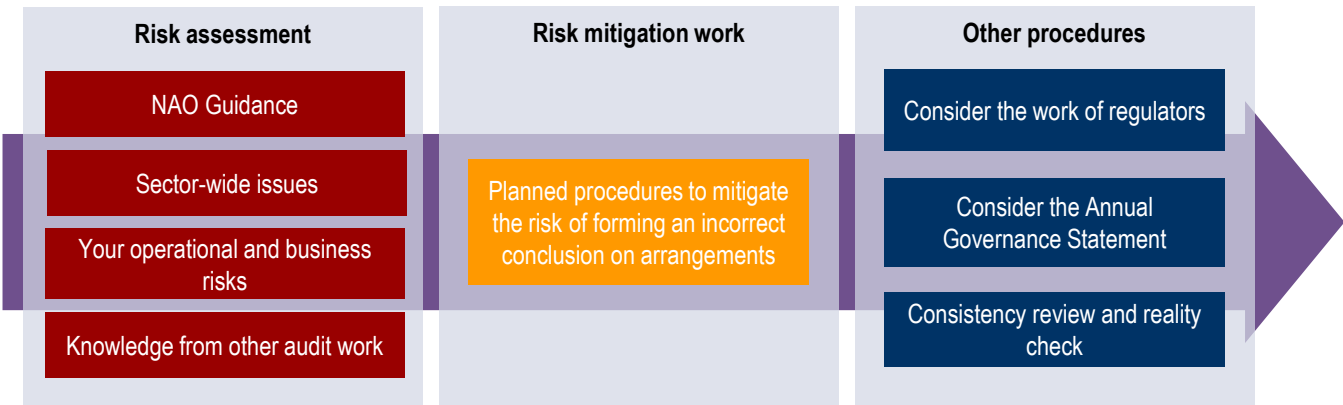 Risk assessment
NAO Guidance
Sector-wide issues
Your operational and business
risks
Knowledge from other audit work
Risk mitigation work
Planned procedures to mitigate
the risk of forming an incorrect
conclusion on arrangements
Other procedures
Consider the work of regulators
Consider the Annual
Governance Statement
Consistency review and reality
check